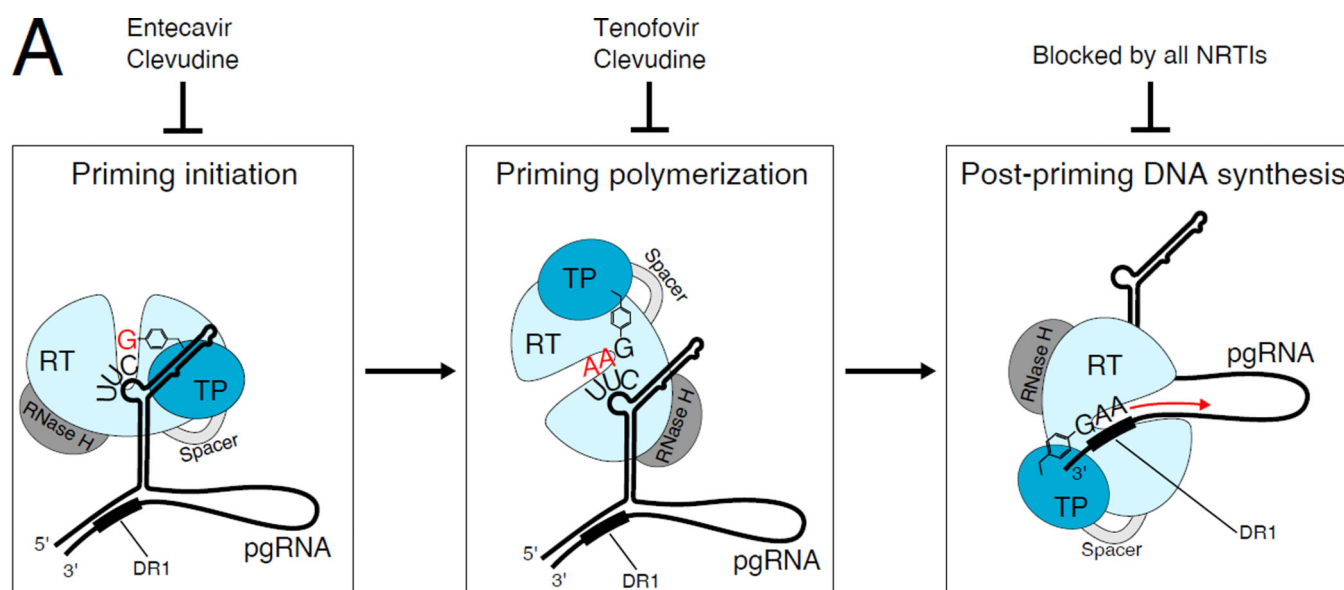 A
Entecavir
Clevudine
Tenofovir
Clevudine
Blocked by all NRTIs
Priming initiation
RT
G
UUC
TP
RNase H
Spacer
5'
3'
DR1
pgRNA
Priming polymerization
TP
Spacer
RT
AAG
UUC
RNase H
5'
3'
DR1
pgRNA
Post-priming DNA synthesis
RNase H
RT
pgRNA
GAA
3'
TP
Spacer
DR1